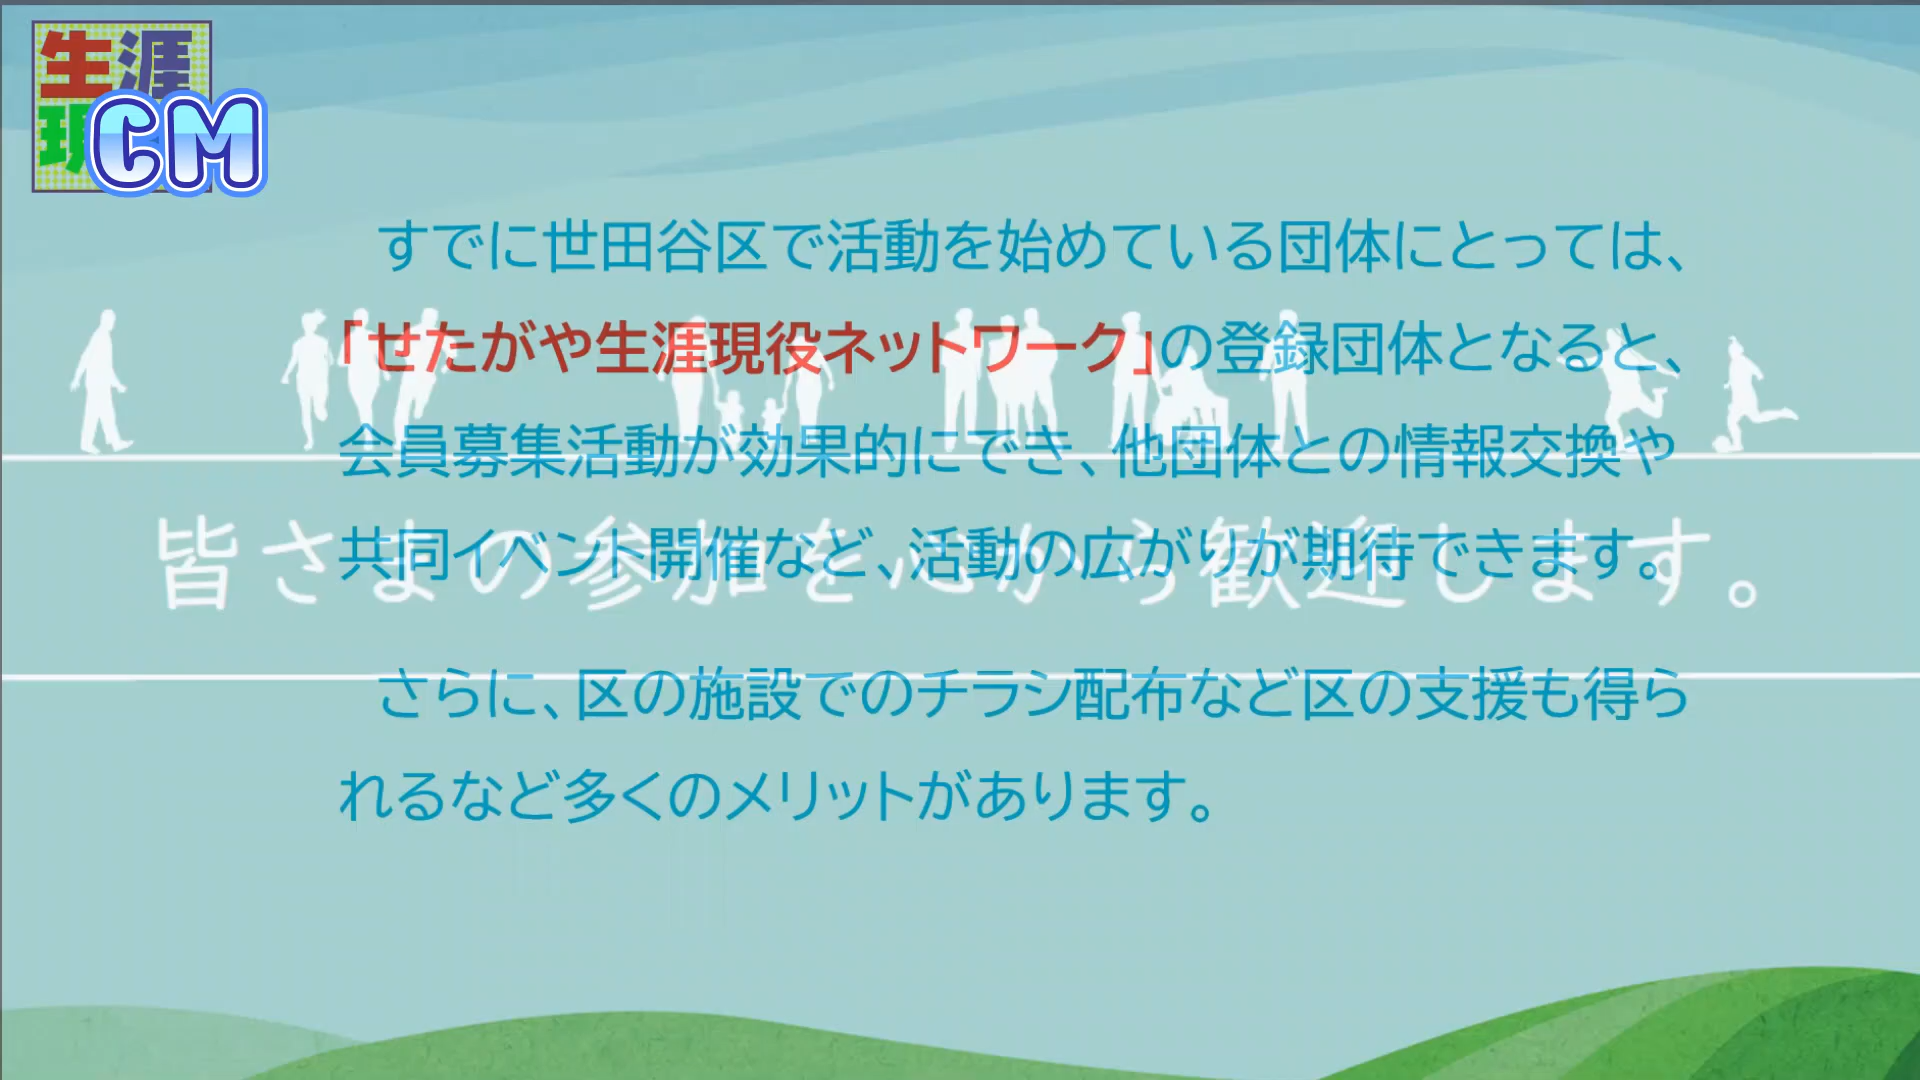 生涯
現
CM
すでに世田谷区で活動を始めている団体にとっては、
「せたがや生涯現役ネットワーク」の登録団体となると、
会員募集活動が効果的にでき、他団体との情報交換や
共同イベント開催など、活動の広がりが期待できます。
皆さまの参加を心から歓迎します。
さらに、区の施設でのチラシ配布など区の支援も得ら
れるなど多くのメリットがあります。